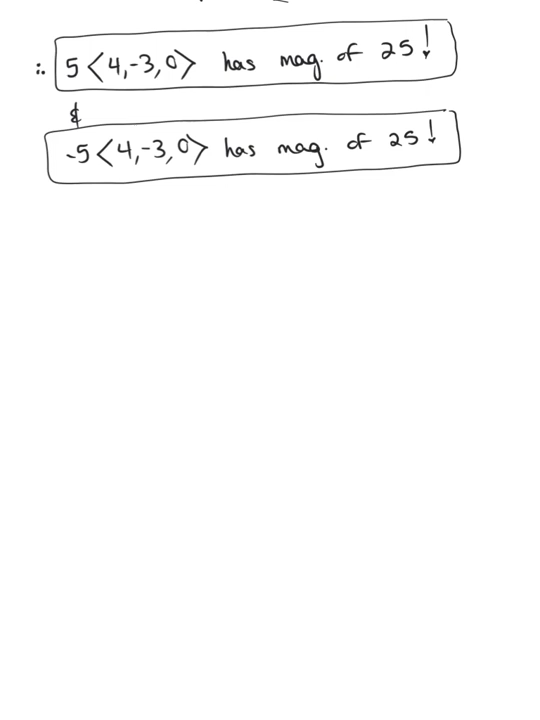 ∴ 5<4,-3,0> has mag. of 25!
&
-5<4,-3,0> has mag. of 25!